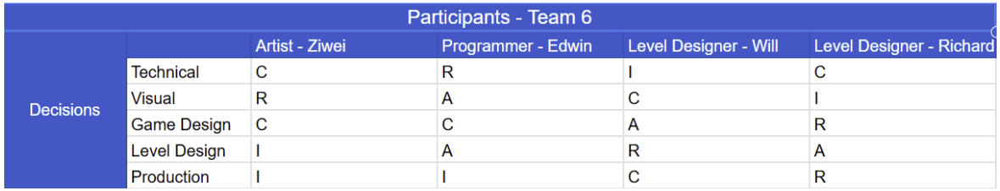 Participants - Team 6
Artist - Ziwei Programmer - Edwin Level Designer - Will Level Designer - Richard
Decisions
Technical C R I C
Visual R A C I
Game Design C C A R
Level Design I A R A
Production I I C R